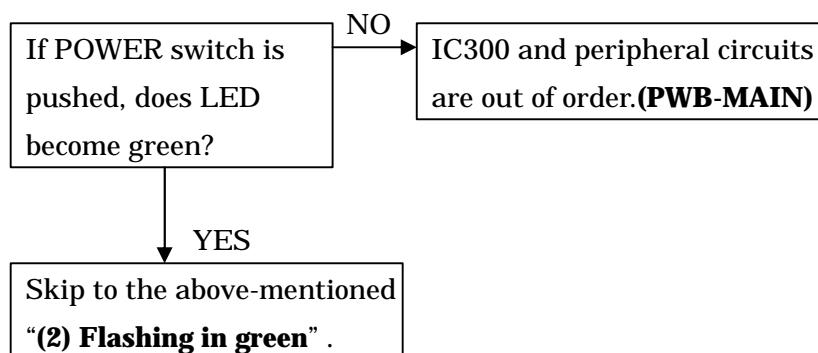 If POWER switch is
pushed, does LED
become green?
NO
IC300 and peripheral circuits
are out of order.(PWB-MAIN)
YES
Skip to the above-mentioned
“(2) Flashing in green” .